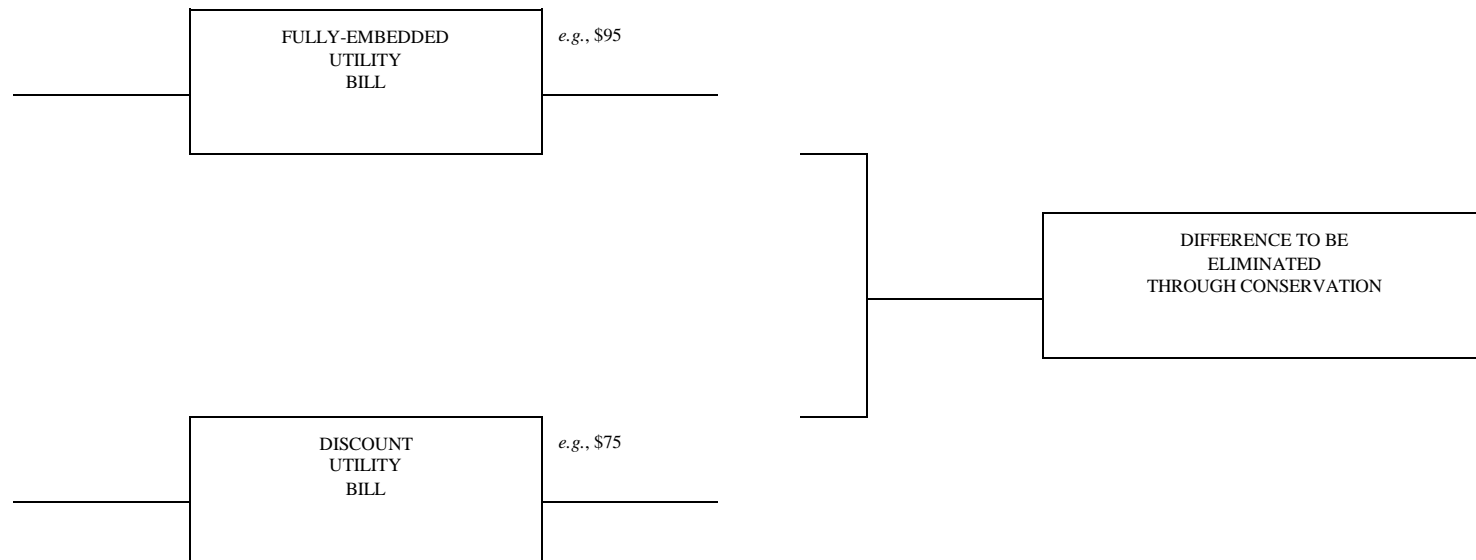 FULLY-EMBEDDED
UTILITY
BILL
e.g., $95
DIFFERENCE TO BE
ELIMINATED
THROUGH CONSERVATION
DISCOUNT
UTILITY
BILL
e.g., $75